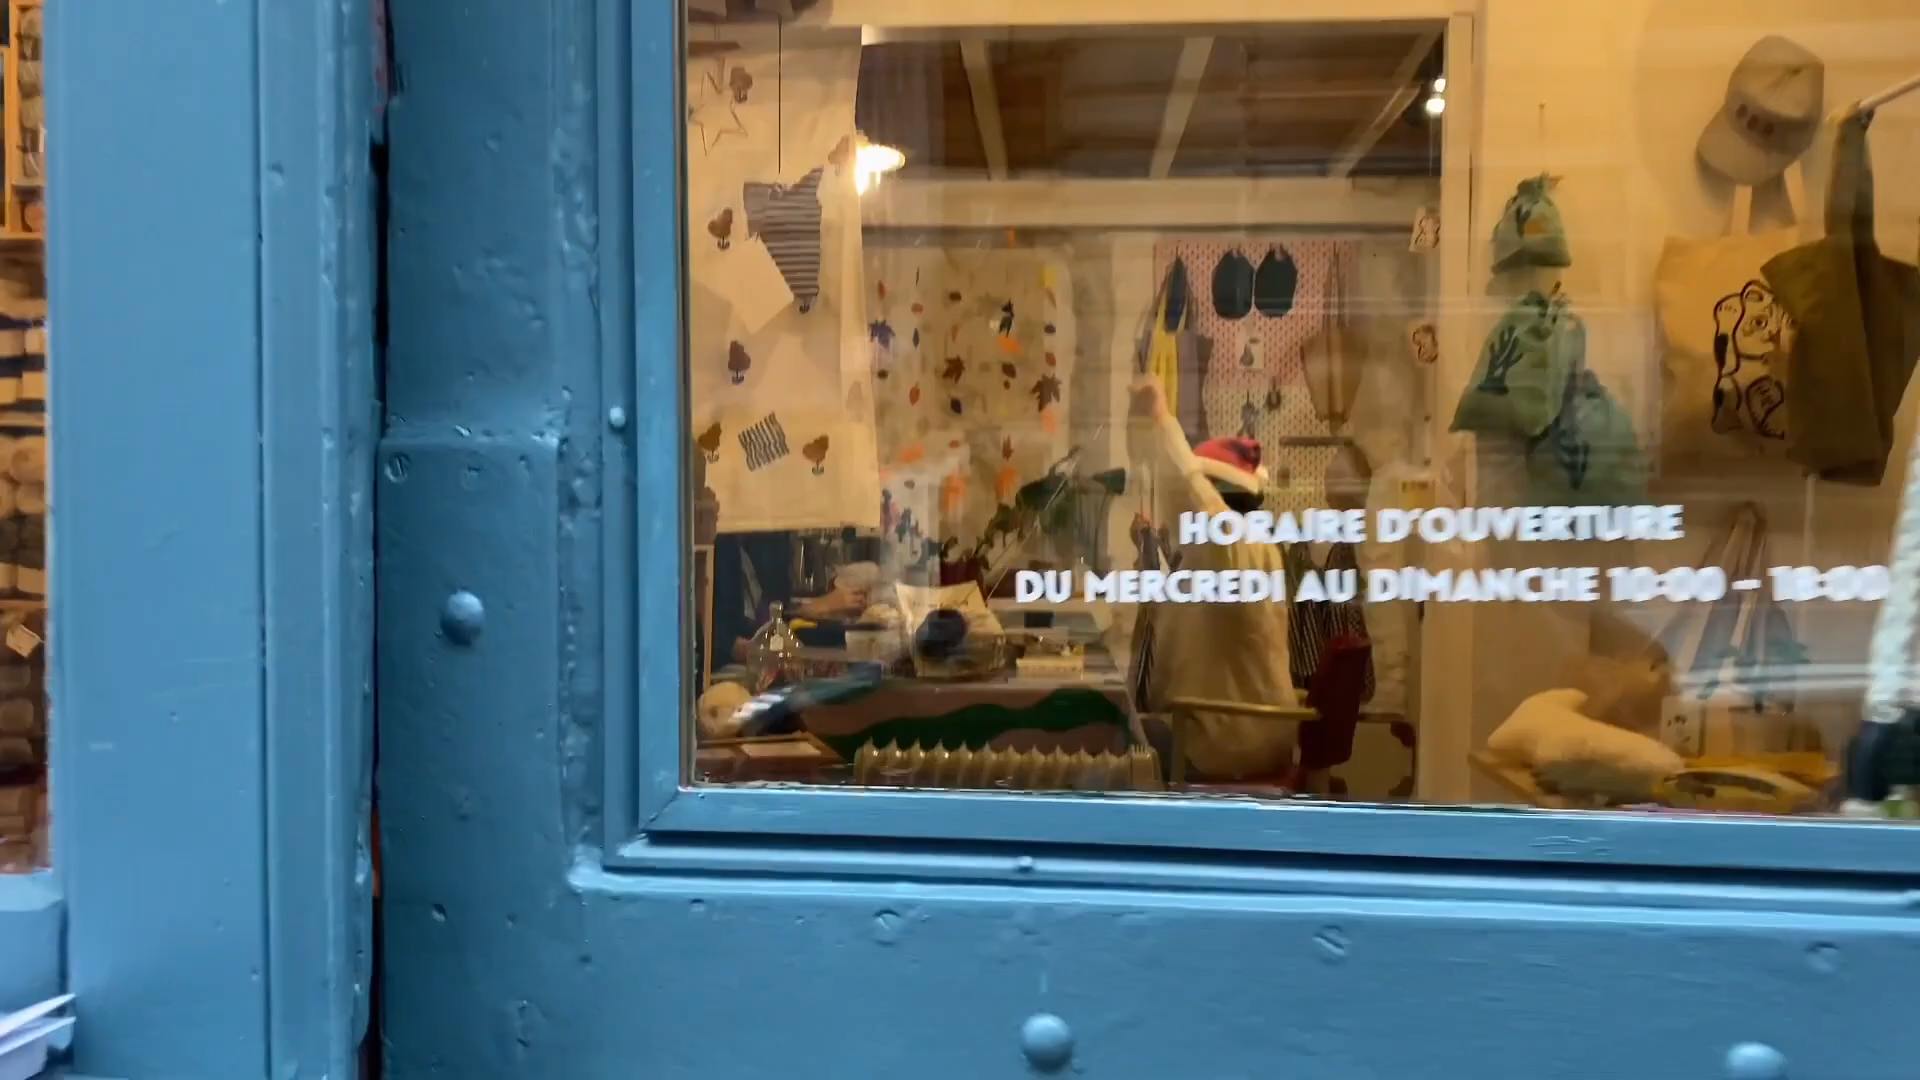 HORAIRE D'OUVERTURE
DU MERCREDI AU DIMANCHE 10:00 - 18:00